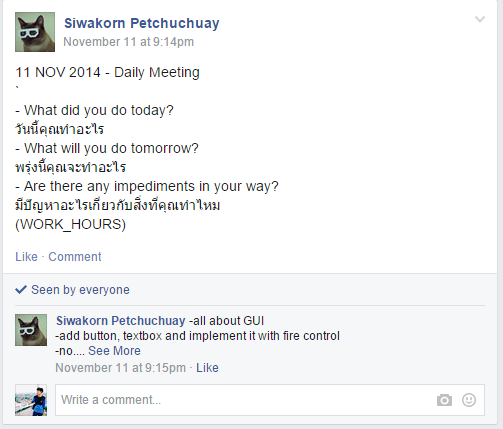 Siwakorn Petchuchuay
November 11 at 9:14pm
11 NOV 2014 - Daily Meeting
`
- What did you do today?
วันนี้คุณทำอะไร
- What will you do tomorrow?
พรุ่งนี้คุณจะทำอะไร
- Are there any impediments in your way?
มีปัญหาอะไรเกี่ยวกับสิ่งที่คุณทำไหม
(WORK_HOURS)
Like · Comment
Seen by everyone
Siwakorn Petchuchuay -all about GUI
-add button, textbox and implement it with fire control
-no.... See More
November 11 at 9:15pm · Like
Write a comment...